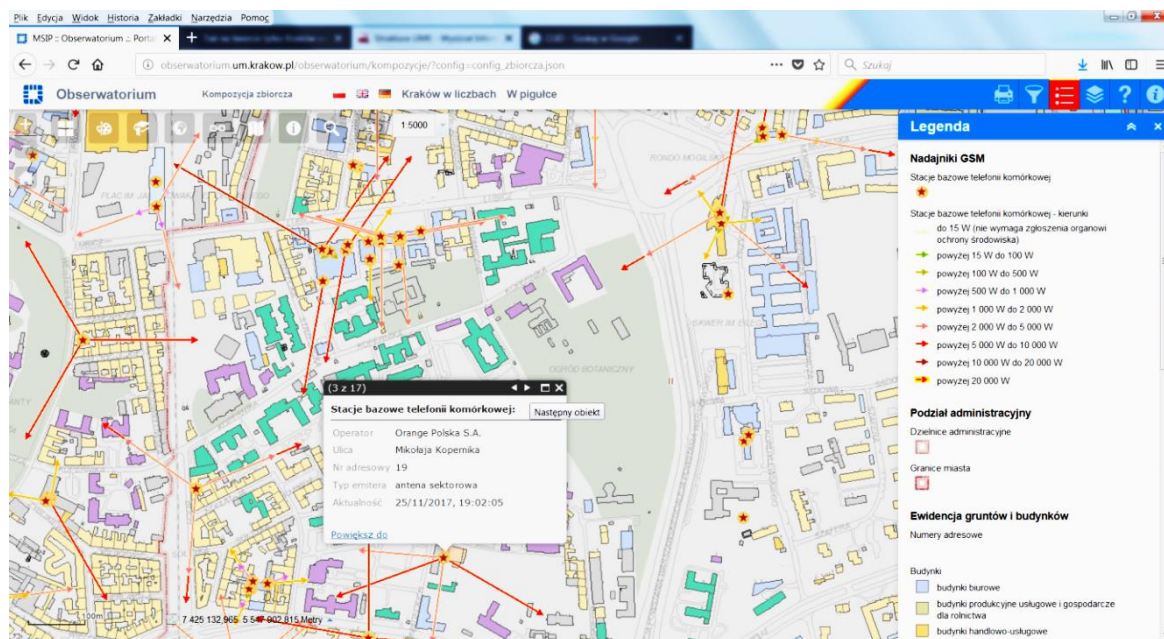 Plik Edycja Widok Historia Zakładki Narzędzia Pomoc
MSIP :: Observatorium .:. Porta
obserwatorium.um.krakow.pl/obserwatorium/kompozycje/?config=config_zbiorcza.json
Szukaj
Obserwatorium
Kompozycja zbiorcza
Kraków w liczbach W pigułce
1:5000
RONDO MOGILSKIE
OGRÓD BOTANICZNY
(3 z 17)
Stacje bazowe telefonii komórkowej:
Następny obiekt
Operator Orange Polska S.A.
Ulica Mikołaja Kopernika
Nr adresowy 19
Typ emitera antena sektorowa
Aktualność 25/11/2017, 19:02:05
Powiększ do
100m
7 425 132,965 5 547 902,815 Metry
Legenda
Nadajniki GSM
Stacje bazowe telefonii komórkowej
Stacje bazowe telefonii komórkowej - kierunki
do 15 W (nie wymaga zgłoszenia organowi
ochrony środowiska)
powyżej 15 W do 100 W
powyżej 100 W do 500 W
powyżej 500 W do 1 000 W
powyżej 1 000 W do 2 000 W
powyżej 2 000 W do 5 000 W
powyżej 5 000 W do 10 000 W
powyżej 10 000 W do 20 000 W
powyżej 20 000 W
Podział administracyjny
Dzielnice administracyjne
Granice miasta
Ewidencja gruntów i budynków
Numery adresowe
Budynki
budynki biurowe
budynki produkcyjne usługowe i gospodarcze
dla rolnictwa
budynki handlowo-usługowe